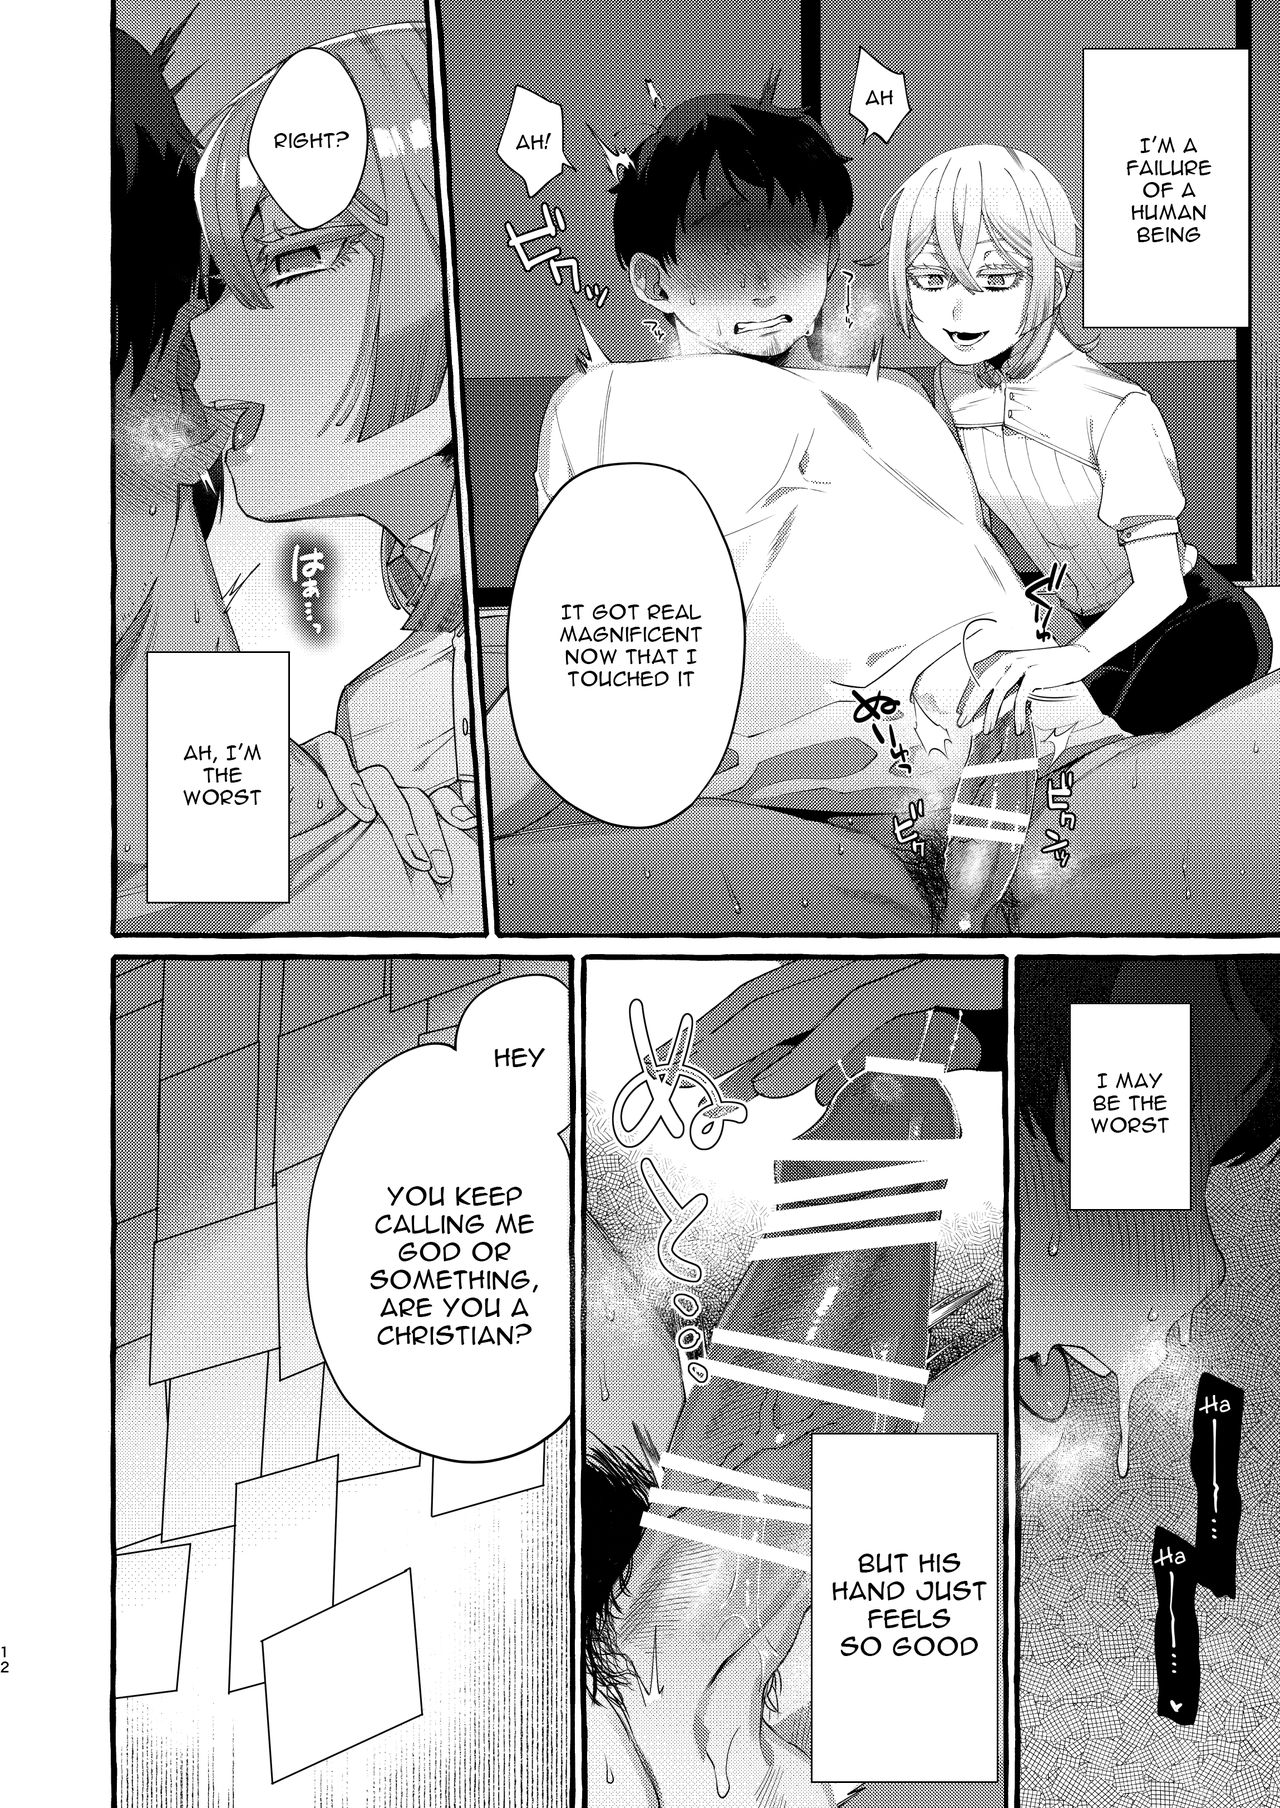 I'M A
FAILURE
OF A
HUMAN
BEING
AH
AH!
IT GOT REAL
MAGNIFICENT
NOW THAT I
TOUCHED IT
RIGHT?
はぁ…っ
AH, I'M
THE
WORST
I MAY
BE THE
WORST
Ha
Ha
BUT HIS
HAND JUST
FEELS
SO GOOD
HEY
YOU KEEP
CALLING ME
GOD OR
SOMETHING,
ARE YOU A
CHRISTIAN?
12